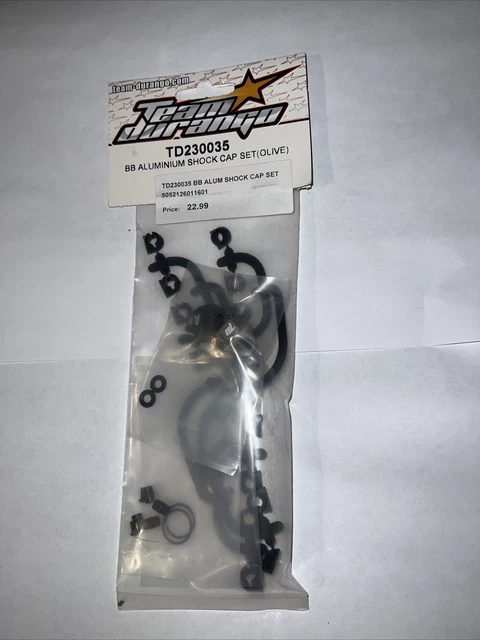 team-durango.com
Team
durango
TD230035
BB ALUMINIUM SHOCK CAP SET(OLIVE)
TD230035 BB ALUM SHOCK CAP SET
5052126011601
Price: 22.99